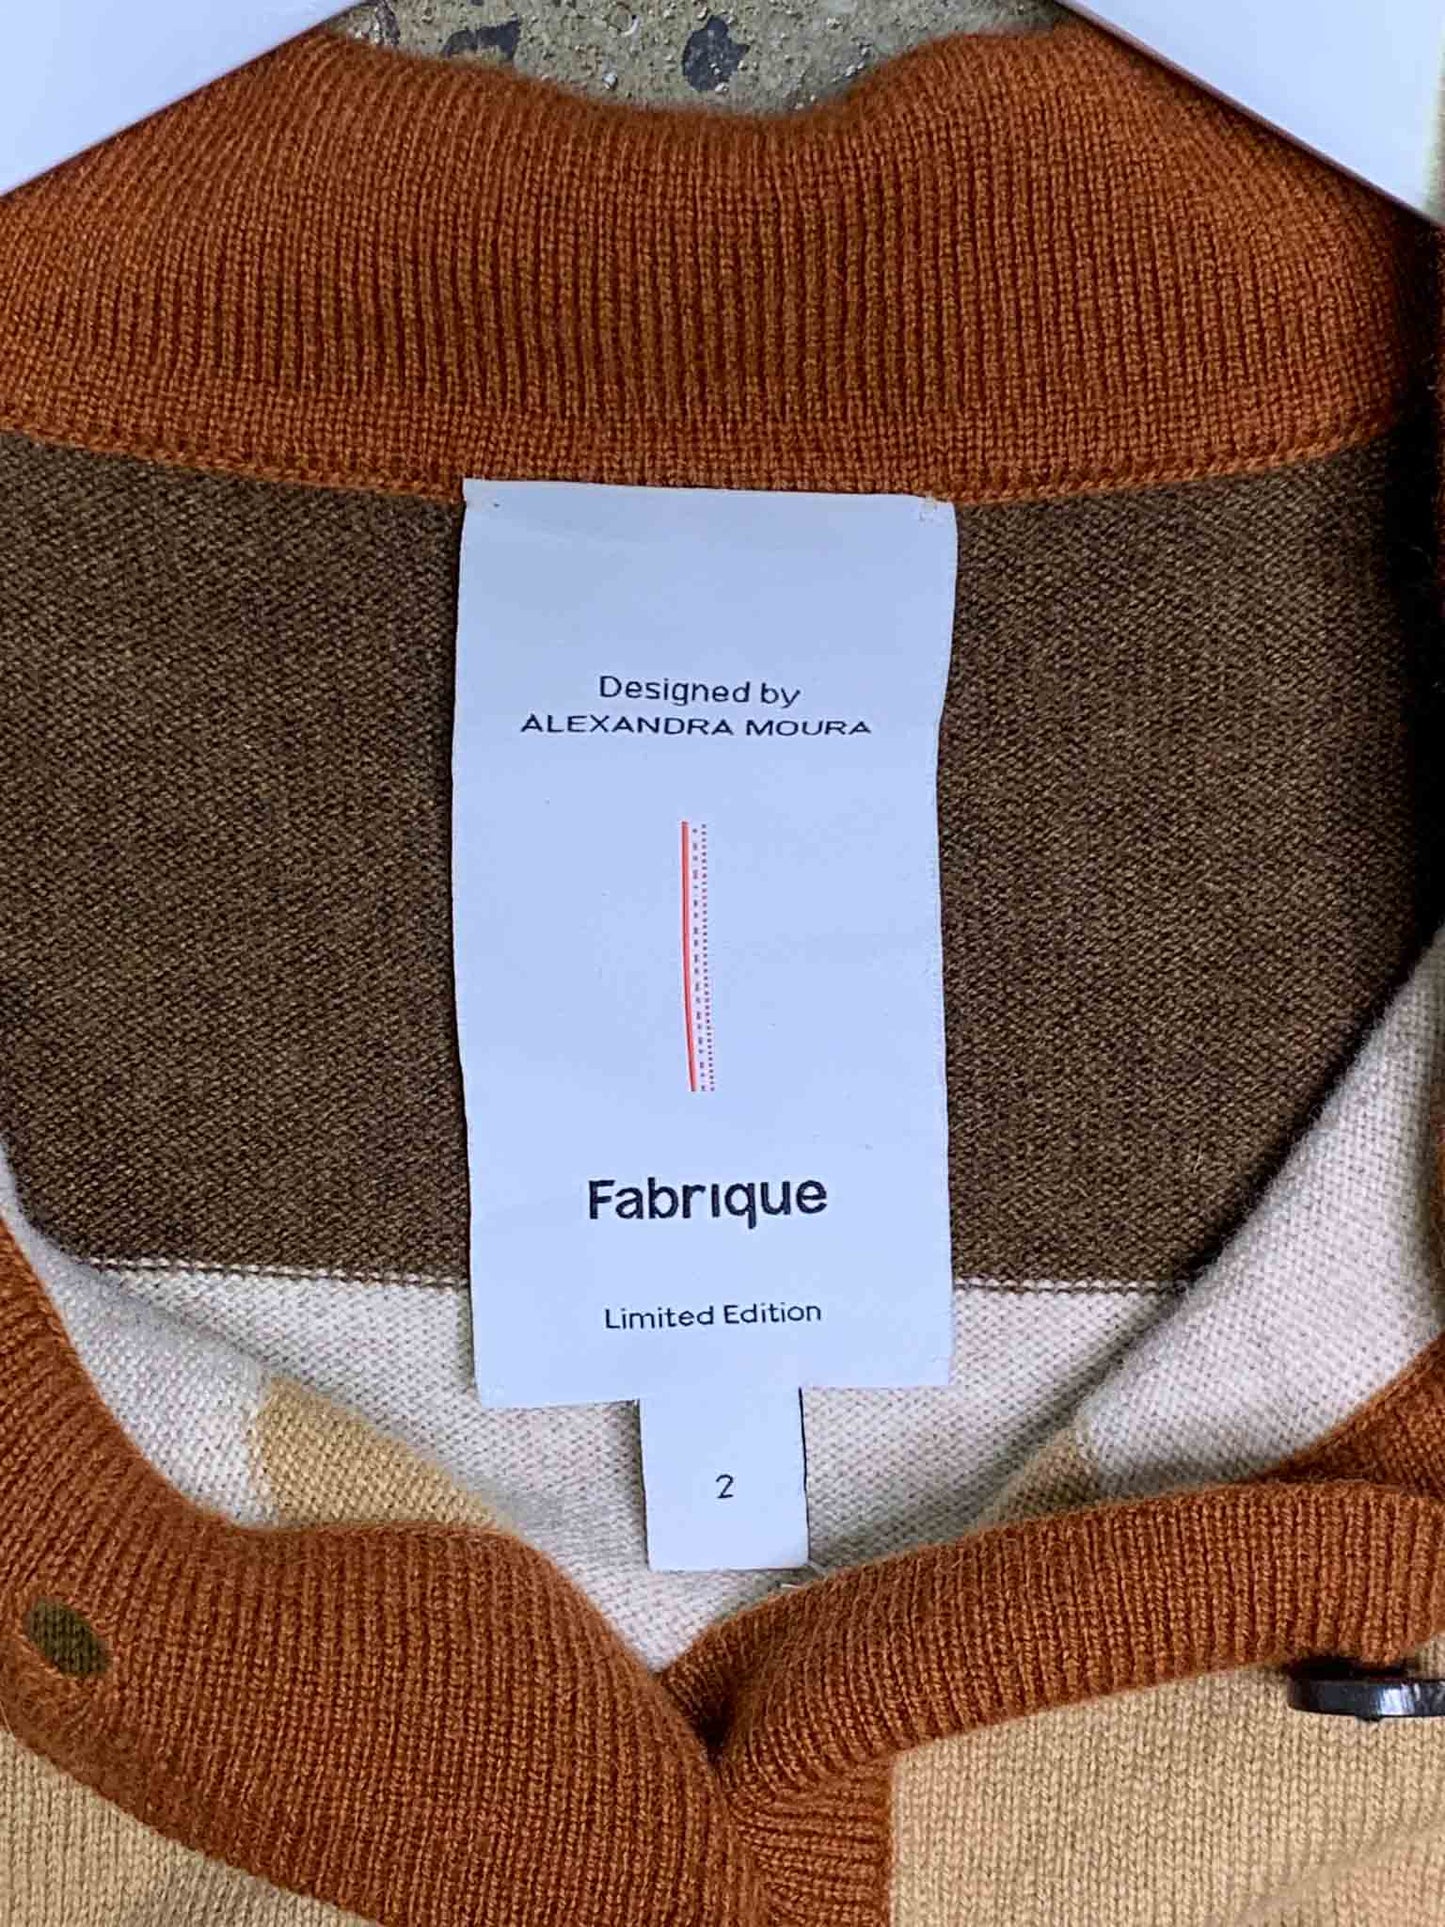 Designed by
ALEXANDRA MOURA
Fabrique
Limited Edition
2